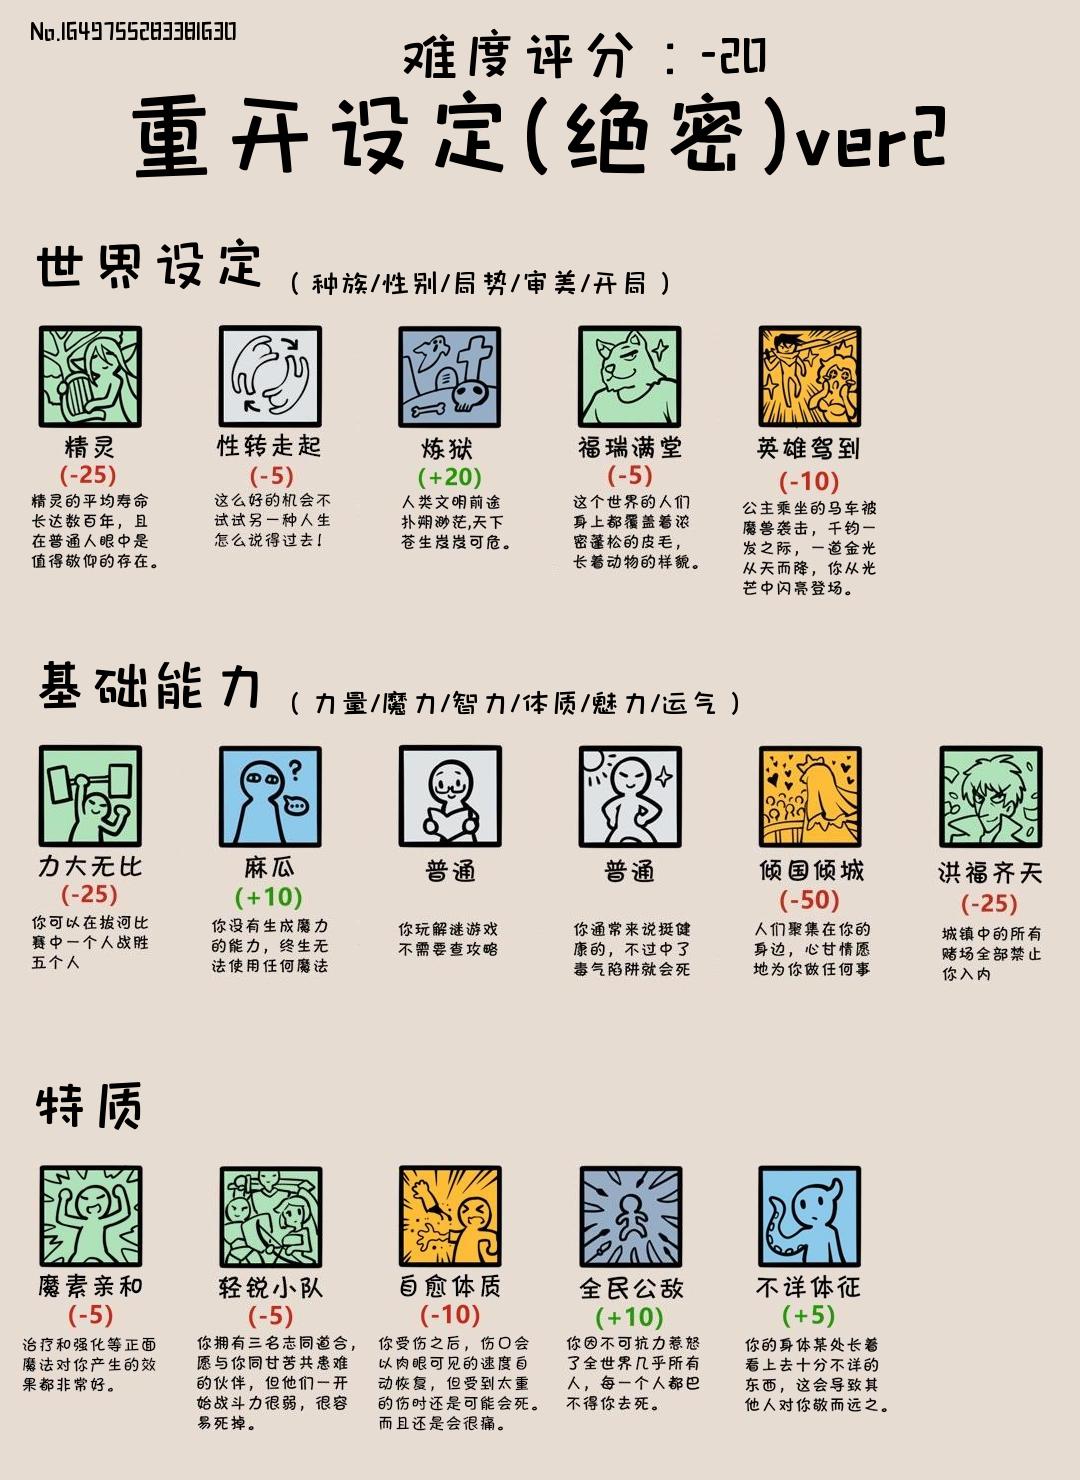 No.1649755283381630
难度评分：-20
重开设定(绝密)ver2
世界设定（种族/性别/局势/审美/开局）
精灵
(-25)
精灵的平均寿命
长达数百年，且
在普通人眼中是
值得敬仰的存在。
性转走起
(-5)
这么好的机会不
试试另一种人生
怎么说得过去！
炼狱
(+20)
人类文明前途
扑朔渺茫,天下
苍生岌岌可危。
福瑞满堂
(-5)
这个世界的人们
身上都覆盖着浓
密蓬松的皮毛，
长着动物的样貌。
英雄驾到
(-10)
公主乘坐的马车被
魔兽袭击，千钧一
发之际，一道金光
从天而降，你从光
芒中闪亮登场。
基础能力（力量/魔力/智力/体质/魅力/运气）
力大无比
(-25)
你可以在拔河比
赛中一个人战胜
五个人
麻瓜
(+10)
你没有生成魔力
的能力，终生无
法使用任何魔法
普通
你玩解谜游戏
不需要查攻略
普通
你通常来说挺健
康的，不过中了
毒气陷阱就会死
倾国倾城
(-50)
人们聚集在你的
身边，心甘情愿
地为你做任何事
洪福齐天
(-25)
城镇中的所有
赌场全部禁止
你入内
特质
魔素亲和
(-5)
治疗和强化等正面
魔法对你产生的效
果都非常好。
轻锐小队
(-5)
你拥有三名志同道合，
愿与你同甘苦共患难
的伙伴，但他们一开
始战斗力很弱，很容
易死掉。
自愈体质
(-10)
你受伤之后，伤口会
以肉眼可见的速度自
动恢复，但受到太重
的伤时还是可能会死。
而且还是会很痛。
全民公敌
(+10)
你因不可抗力惹怒
了全世界几乎所有
人，每一个人都巴
不得你去死。
不详体征
(+5)
你的身体某处长着
看上去十分不详的
东西，这会导致其
他人对你敬而远之。